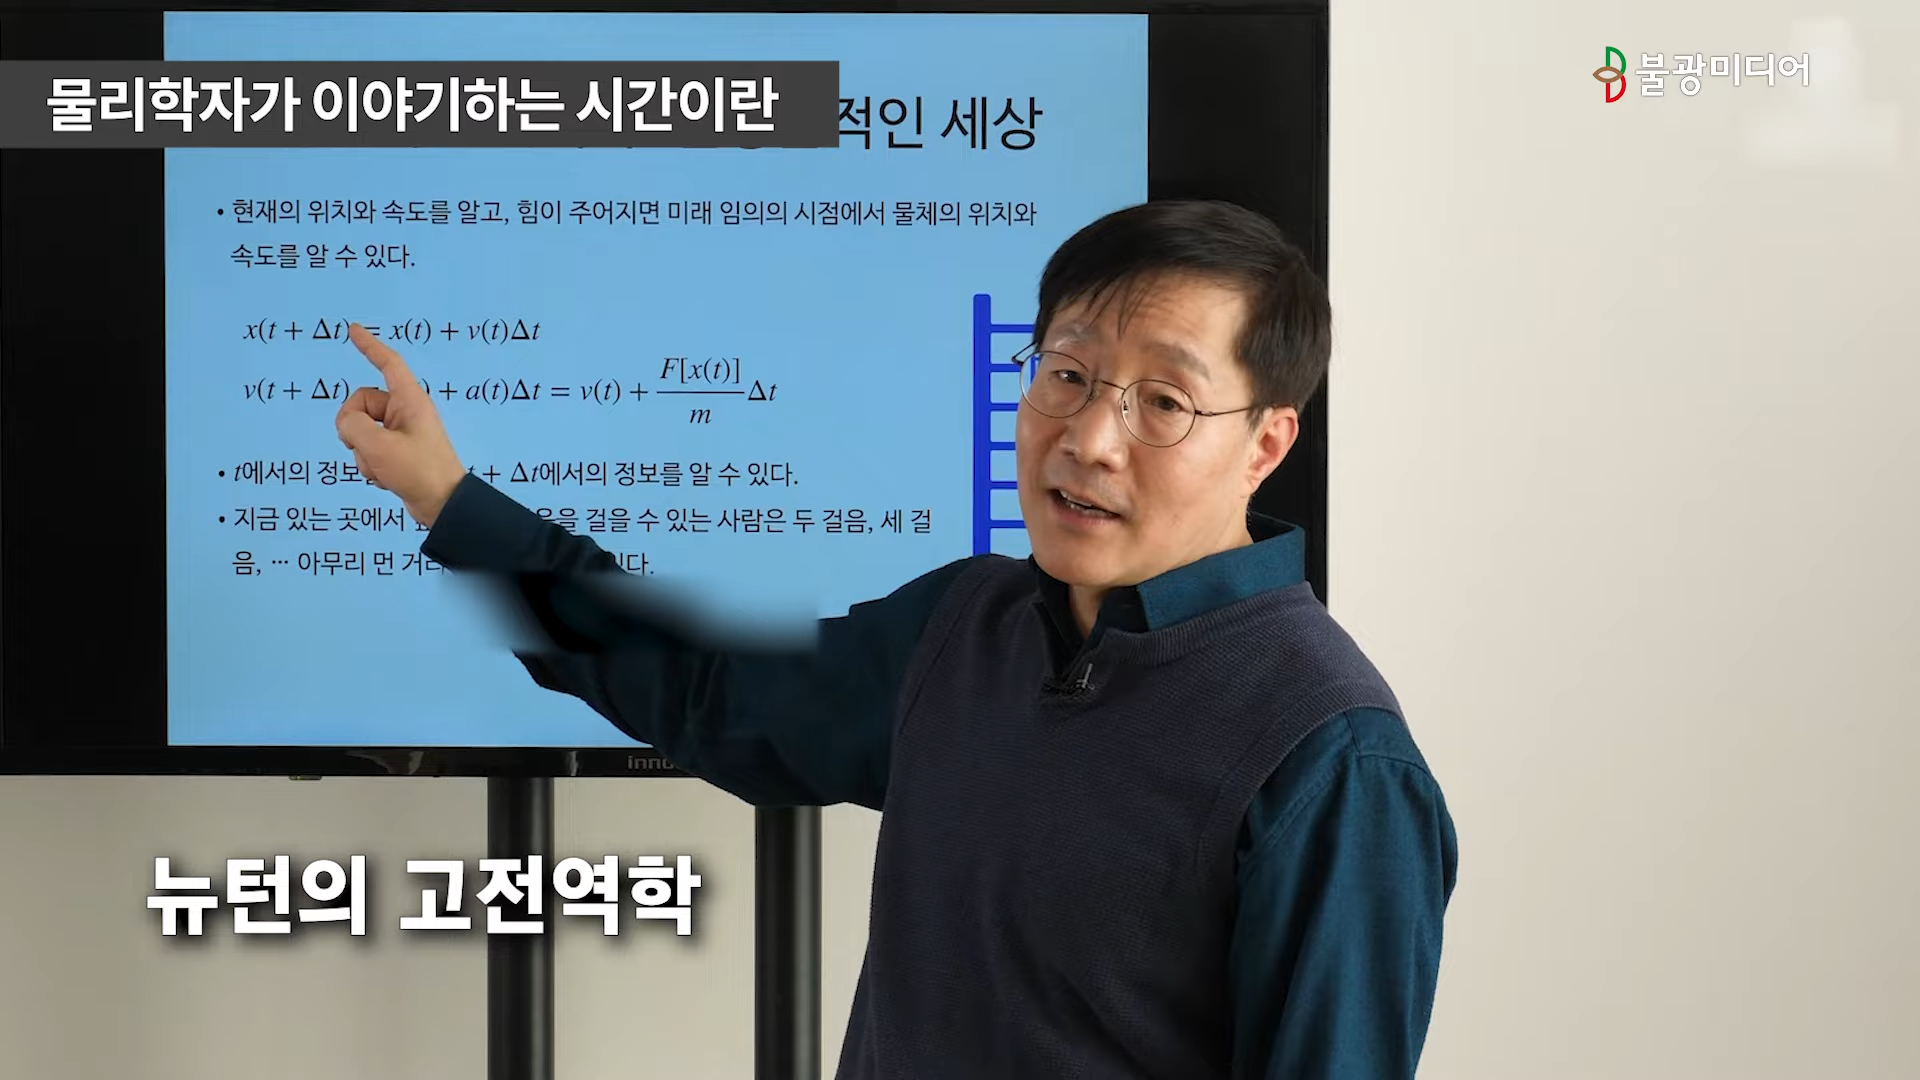 물리학자가 이야기하는 시간이란
적인 세상
불광미디어
• 현재의 위치와 속도를 알고, 힘이 주어지면 미래 임의의 시점에서 물체의 위치와
속도를 알 수 있다.
x(t + Δt) = x(t) + v(t)Δt
v(t + Δt) + a(t)Δt = v(t) + F[x(t)]/m Δt
• t에서의 정보 t + Δt에서의 정보를 알 수 있다.
• 지금 있는 곳에서 걸을 수 있는 사람은 두 걸음, 세 걸
음, ⋯ 아무리 먼
뉴턴의 고전역학